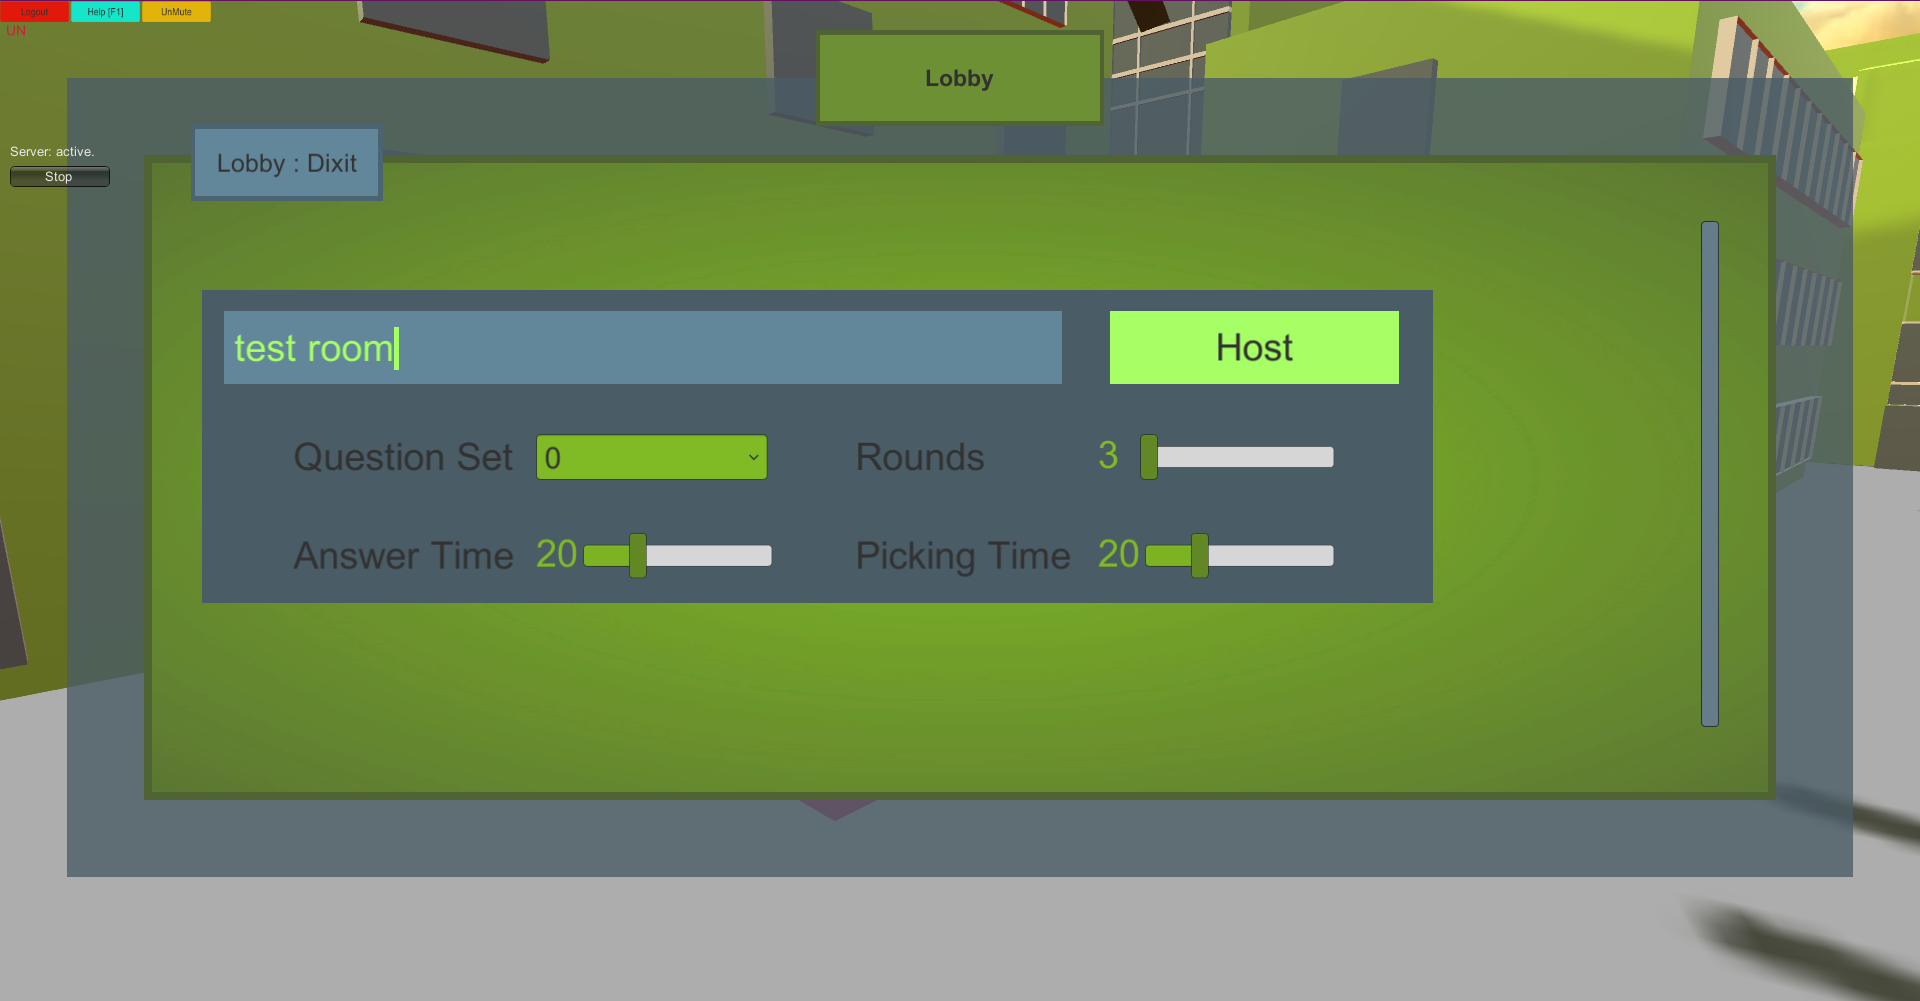 Logout
Help [F1]
UnMute
UN
Lobby
Server: active.
Stop
Lobby : Dixit
test room
Host
Question Set
0
Rounds
3
Answer Time
20
Picking Time
20